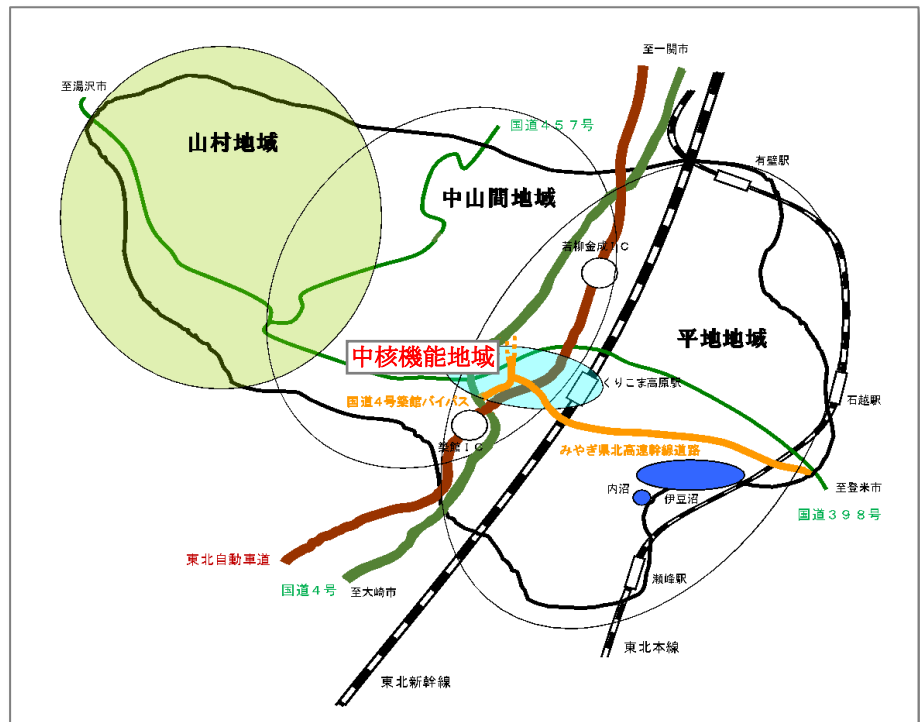 至一関市
至湯沢市
国道４５７号
山村地域
有壁駅
中山間地域
若柳金成ＩＣ
平地地域
中核機能地域
くりこま高原駅
国道４号築館バイパス
石越駅
築館ＩＣ
みやぎ県北高速幹線道路
内沼
伊豆沼
至登米市
国道３９８号
東北自動車道
瀬峰駅
国道４号
至大崎市
東北本線
東北新幹線